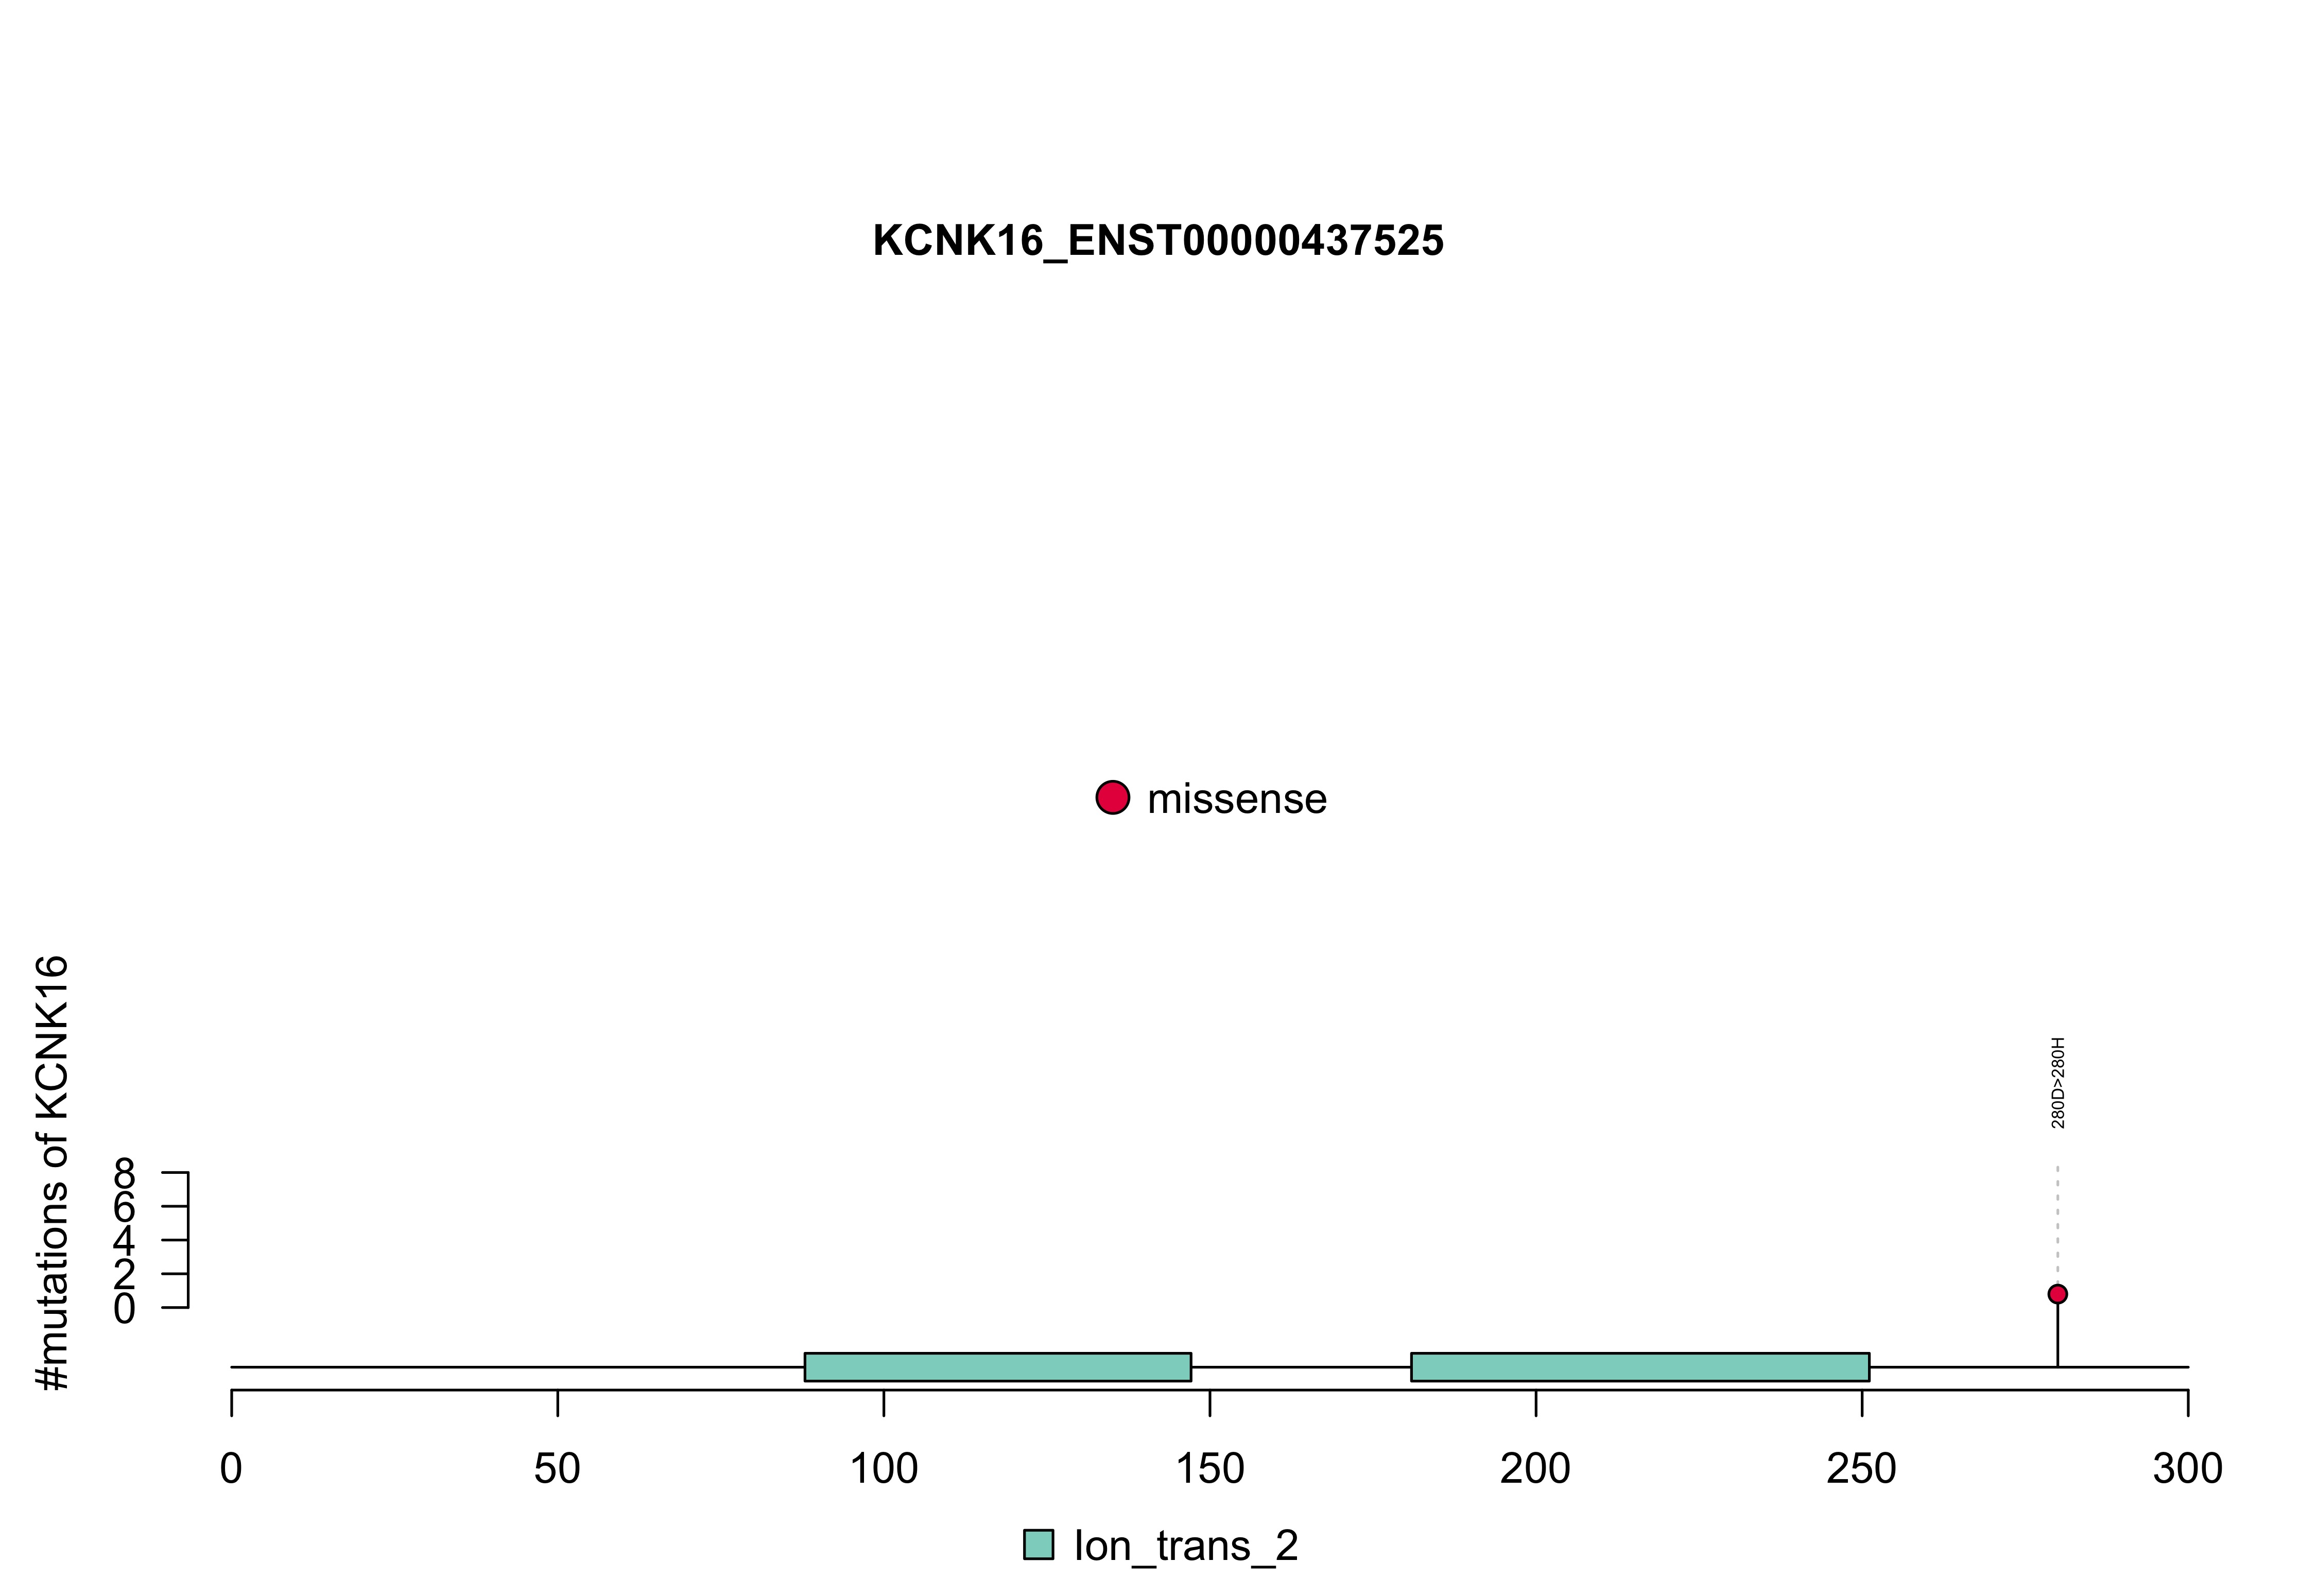 KCNK16_ENST00000437525
missense
#mutations of KCNK16
280D>280H
8
6
4
2
0
0 50 100 150 200 250 300
Ion_trans_2